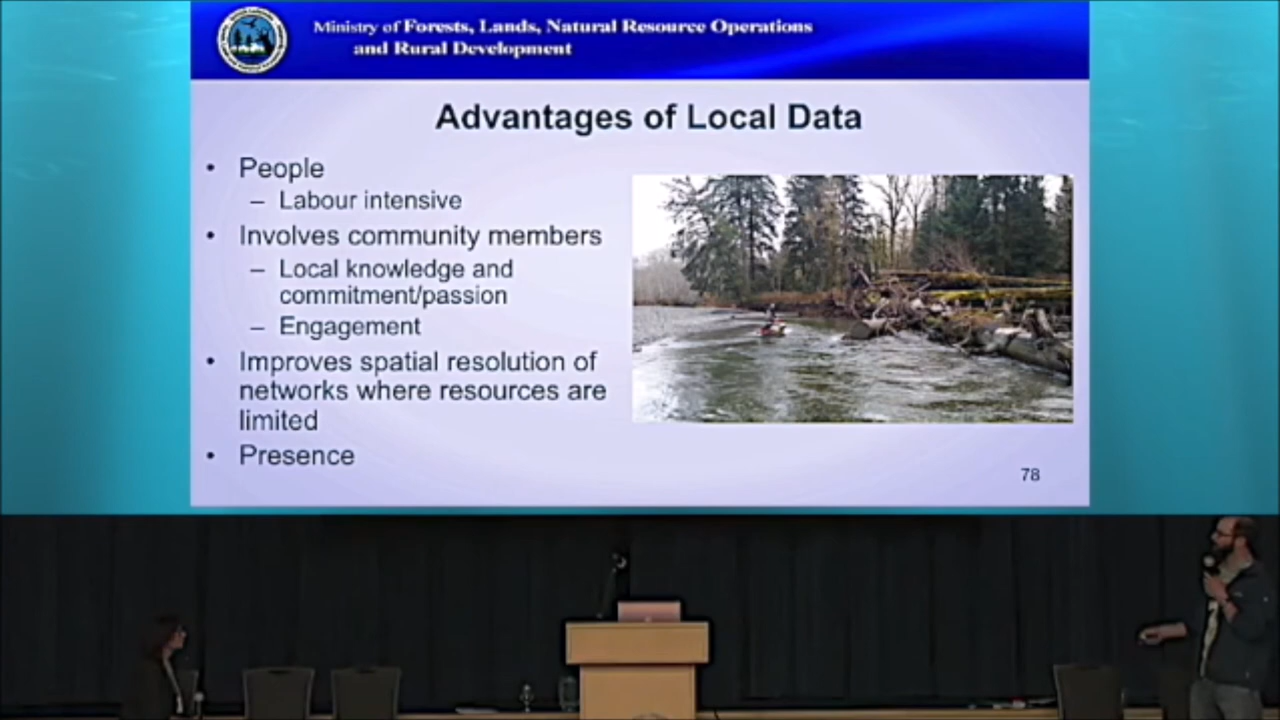 Ministry of Forests, Lands, Natural Resource Operations
and Rural Development
Advantages of Local Data
• People
– Labour intensive
• Involves community members
– Local knowledge and
commitment/passion
– Engagement
• Improves spatial resolution of
networks where resources are
limited
• Presence
78